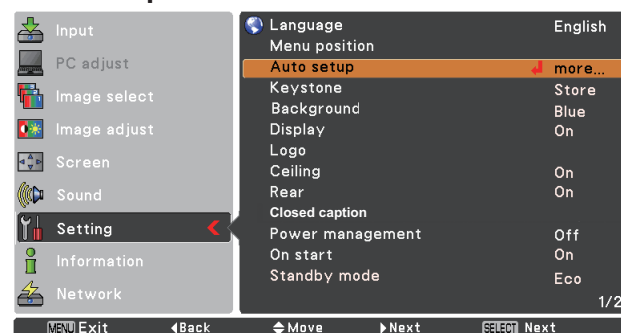 Input
PC adjust
Image select
Image adjust
Screen
Sound
Setting
Information
Network
Language English
Menu position
Auto setup more...
Keystone Store
Background Blue
Display On
Logo
Ceiling On
Rear On
Closed caption
Power management Off
On start On
Standby mode Eco
1/2
MENU Exit Back Move Next SELECT Next